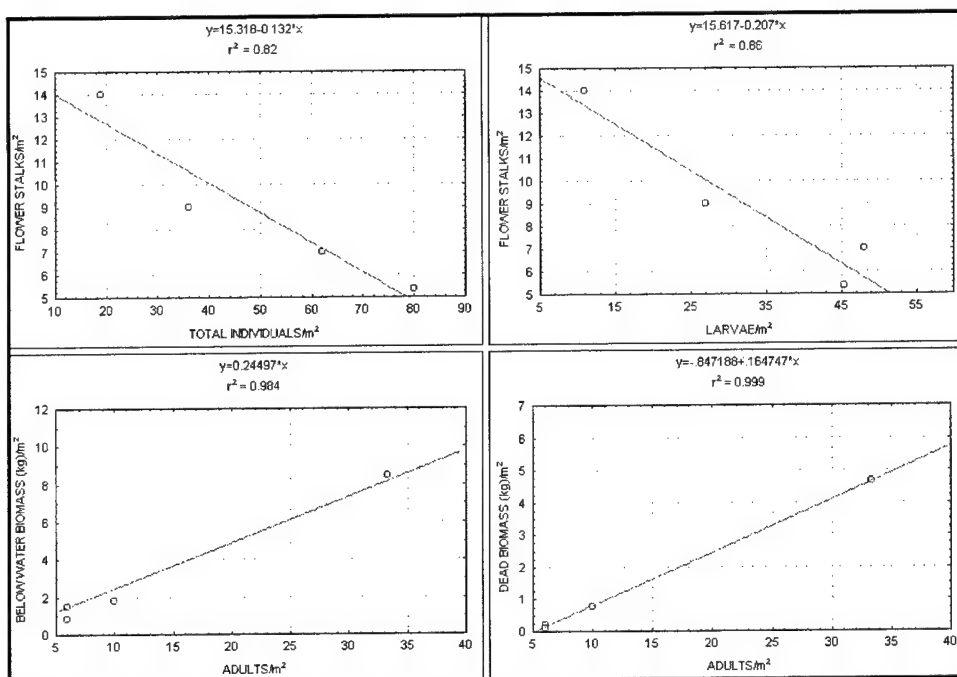 y=15.318-0.132*x
r² = 0.82
15
14
13
12
11
10
9
8
7
6
5
FLOWER STALKS/m²
10 20 30 40 50 60 70 80 90
TOTAL INDIVIDUALS/m²
y=15.617-0.207*x
r² = 0.86
15
14
13
12
11
10
9
8
7
6
5
FLOWER STALKS/m²
5 15 25 35 45 55
LARVAE/m²
y=0.24497*x
r² = 0.984
12
10
8
6
4
2
0
BELOW WATER BIOMASS (kg)/m²
5 10 15 20 25 30 35 40
ADULTS/m²
y=-.847188+.164747*x
r² = 0.999
7
6
5
4
3
2
1
0
DEAD BIOMASS (kg)/m²
5 10 15 20 25 30 35 40
ADULTS/m²